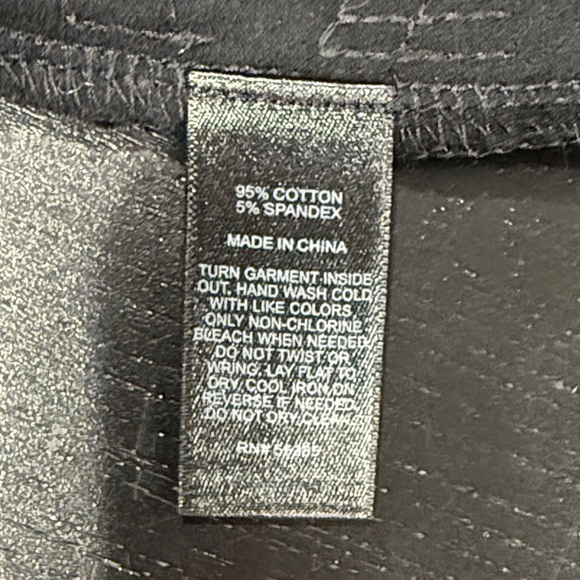 95% COTTON
5% SPANDEX
MADE IN CHINA
TURN GARMENT INSIDE
OUT. HAND WASH COLD
WITH LIKE COLORS.
ONLY NON-CHLORINE
BLEACH WHEN NEEDED.
DO NOT TWIST OR
WRING. LAY FLAT TO
DRY. COOL IRON ON
REVERSE IF NEEDED.
DO NOT DRY CLEAN.
RN#